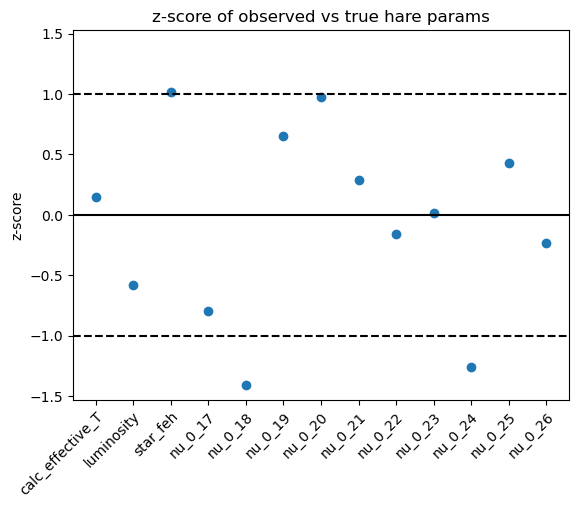 z-score of observed vs true hare params
z-score
1.5
1.0
0.5
0.0
−0.5
−1.0
−1.5
calc_effective_T
luminosity
star_feh
nu_0_17
nu_0_18
nu_0_19
nu_0_20
nu_0_21
nu_0_22
nu_0_23
nu_0_24
nu_0_25
nu_0_26